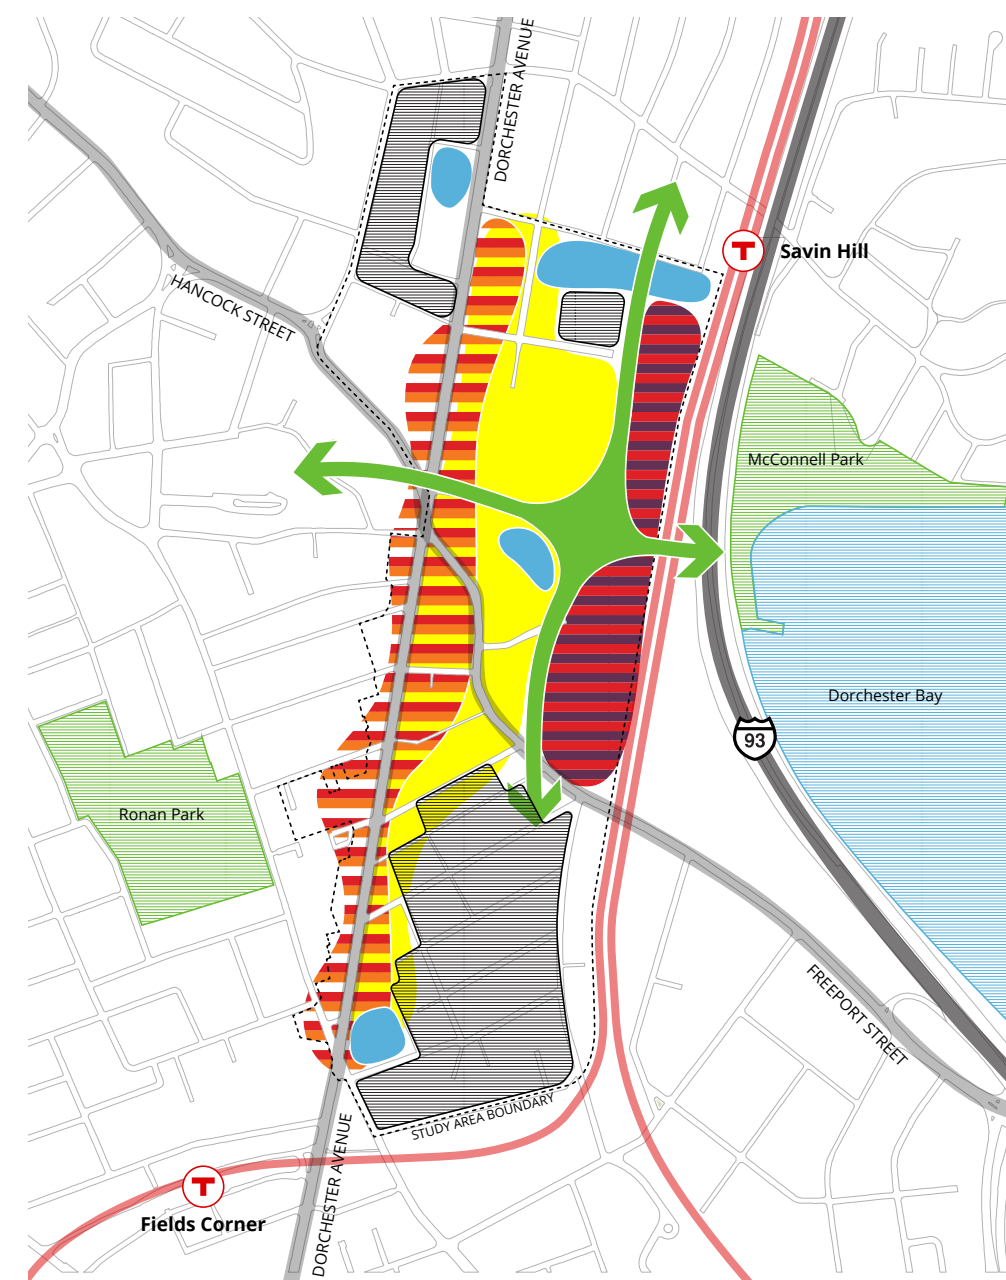 DORCHESTER AVENUE
Savin Hill
HANCOCK STREET
McConnell Park
Dorchester Bay
93
Ronan Park
FREEPORT STREET
STUDY AREA BOUNDARY
DORCHESTER AVENUE
T
T
Fields Corner